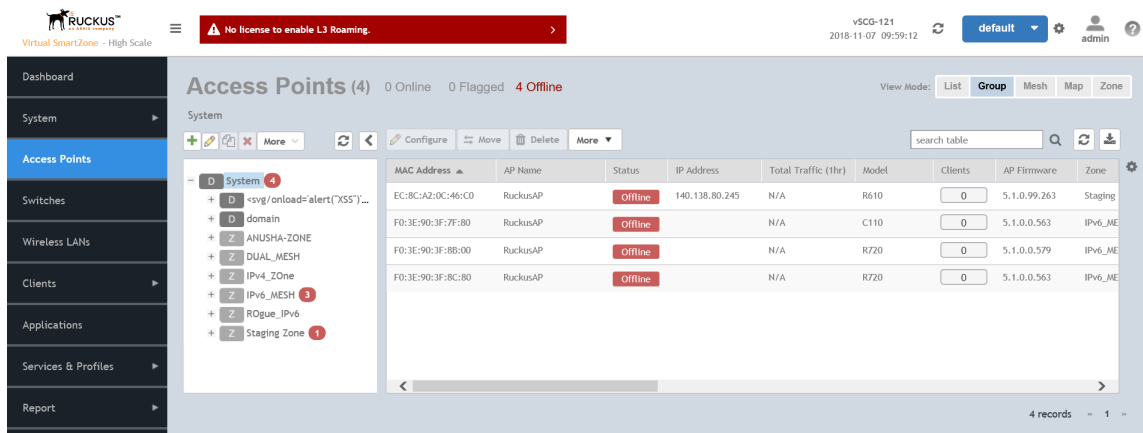 RUCKUS™
an ARRIS company
Virtual SmartZone - High Scale
No license to enable L3 Roaming.
vSCG-121
2018-11-07 09:59:12
default
admin
Dashboard
System
Access Points
Switches
Wireless LANs
Clients
Applications
Services & Profiles
Report
Access Points (4) 0 Online 0 Flagged 4 Offline
View Mode: List Group Mesh Map Zone
System
More
Configure Move Delete More
search table
D System 4
D <svg/onload='alert("XSS")'...
D domain
Z ANUSHA-ZONE
Z DUAL_MESH
Z IPv4_ZOne
Z IPv6_MESH 3
Z ROgue_IPv6
Z Staging Zone 1
MAC Address AP Name Status IP Address Total Traffic (1hr) Model Clients AP Firmware Zone
EC:8C:A2:0C:46:C0 RuckusAP Offline 140.138.80.245 N/A R610 0 5.1.0.99.263 Staging
F0:3E:90:3F:7F:80 RuckusAP Offline N/A C110 0 5.1.0.0.563 IPv6_ME
F0:3E:90:3F:8B:00 RuckusAP Offline N/A R720 0 5.1.0.0.579 IPv6_ME
F0:3E:90:3F:8C:80 RuckusAP Offline N/A R720 0 5.1.0.0.563 IPv6_ME
4 records « 1 »